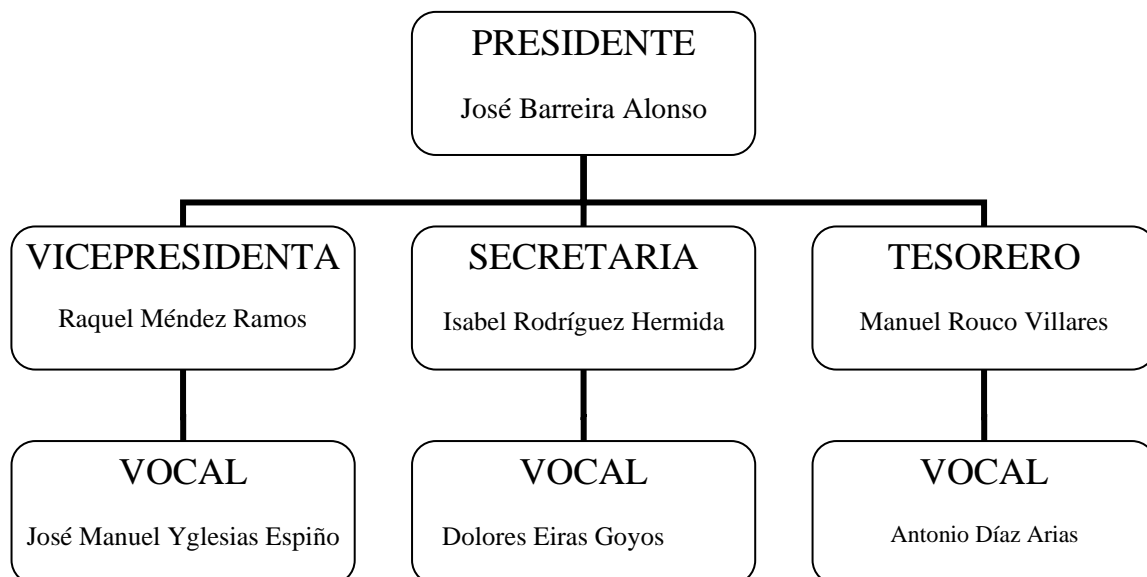 PRESIDENTE
José Barreira Alonso
VICEPRESIDENTA
Raquel Méndez Ramos
SECRETARIA
Isabel Rodríguez Hermida
TESORERO
Manuel Rouco Villares
VOCAL
José Manuel Yglesias Espiño
VOCAL
Dolores Eiras Goyos
VOCAL
Antonio Díaz Arias